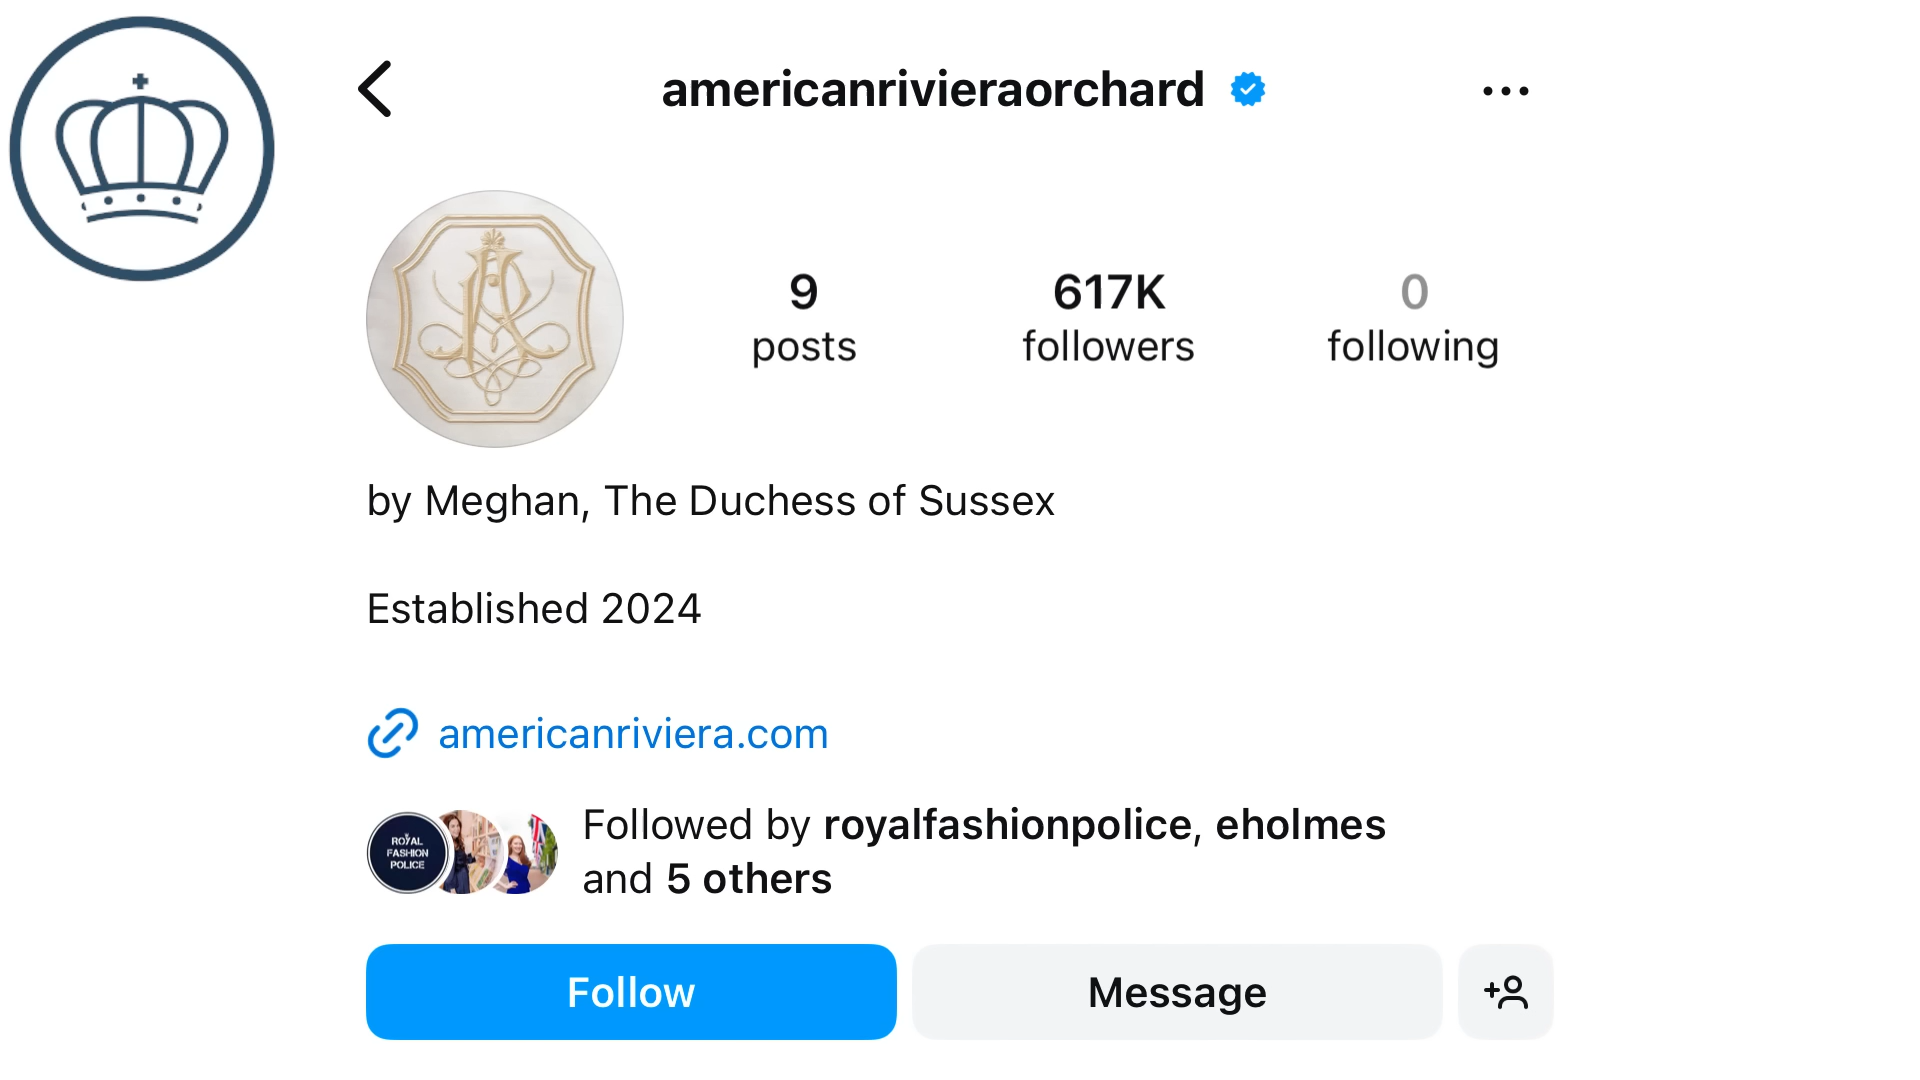 americanrivieraorchard
9
posts
617K
followers
0
following
by Meghan, The Duchess of Sussex
Established 2024
americanriviera.com
ROYAL
FASHION
POLICE
Followed by royalfashionpolice, eholmes
and 5 others
Follow
Message